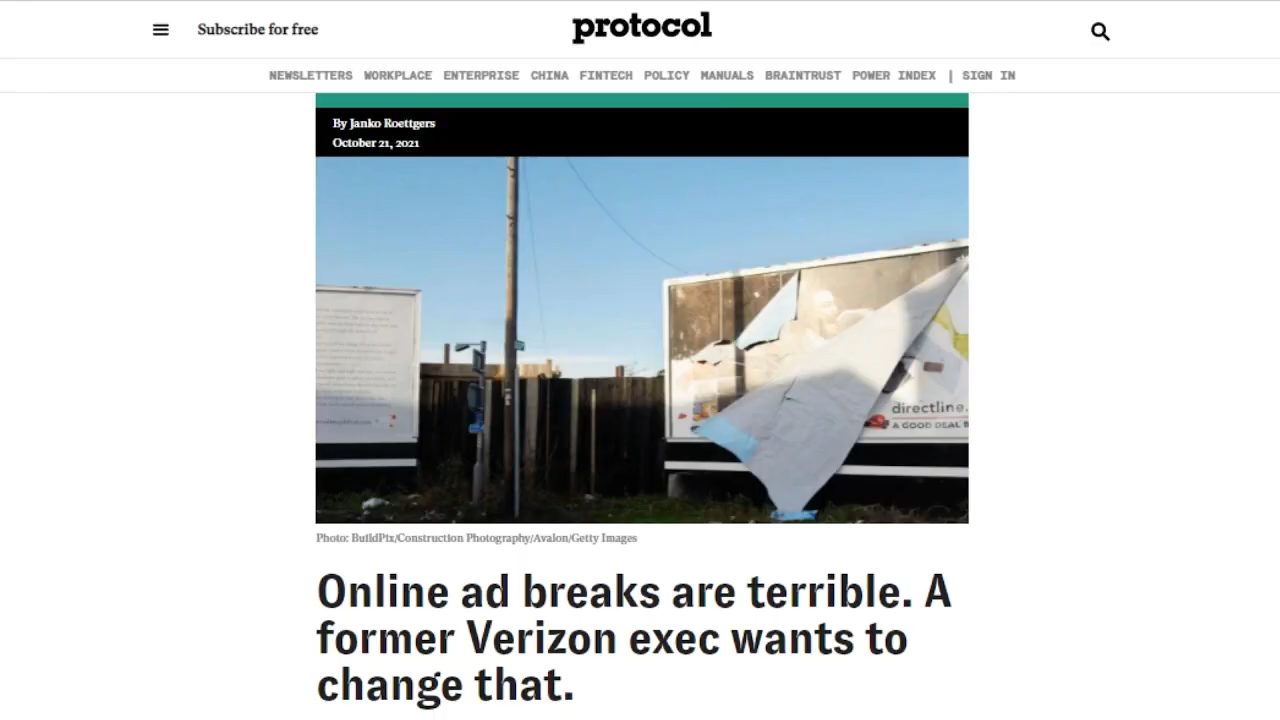 Subscribe for free
protocol
NEWSLETTERS WORKPLACE ENTERPRISE CHINA FINTECH POLICY MANUALS BRAINTRUST POWER INDEX | SIGN IN
By Janko Roettgers
October 21, 2021
directline.
A GOOD DEAL B
Photo: BuildPix/Construction Photography/Avalon/Getty Images
Online ad breaks are terrible. A
former Verizon exec wants to
change that.